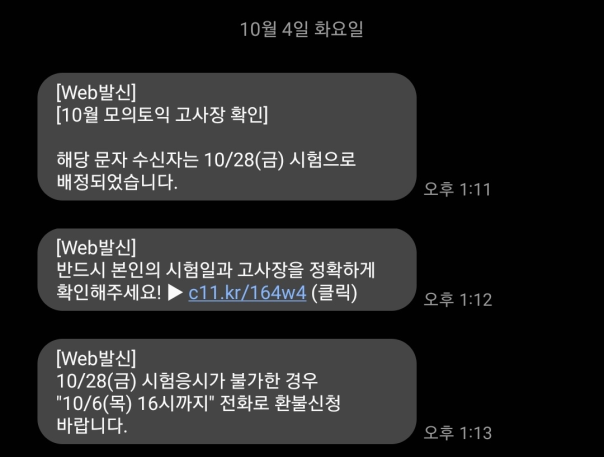 10월 4일 화요일
[Web발신]
[10월 모의토익 고사장 확인]
해당 문자 수신자는 10/28(금) 시험으로
배정되었습니다.
오후 1:11
[Web발신]
반드시 본인의 시험일과 고사장을 정확하게
확인해주세요! ▶ c11.kr/164w4 (클릭)
오후 1:12
[Web발신]
10/28(금) 시험응시가 불가한 경우
"10/6(목) 16시까지" 전화로 환불신청
바랍니다.
오후 1:13